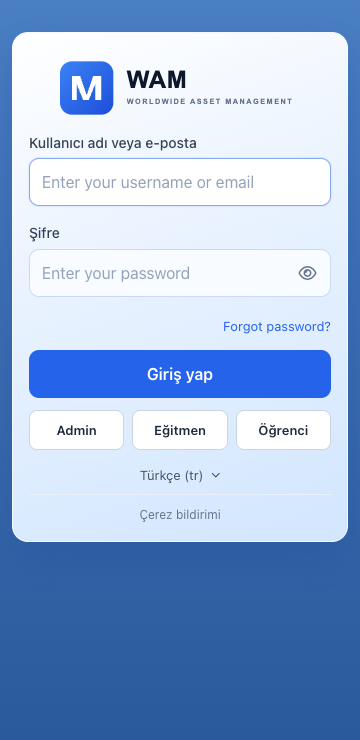 M
WAM
WORLDWIDE ASSET MANAGEMENT
Kullanıcı adı veya e-posta
Enter your username or email
Şifre
Enter your password
Forgot password?
Giriş yap
Admin
Eğitmen
Öğrenci
Türkçe ‎(tr)‎
Çerez bildirimi